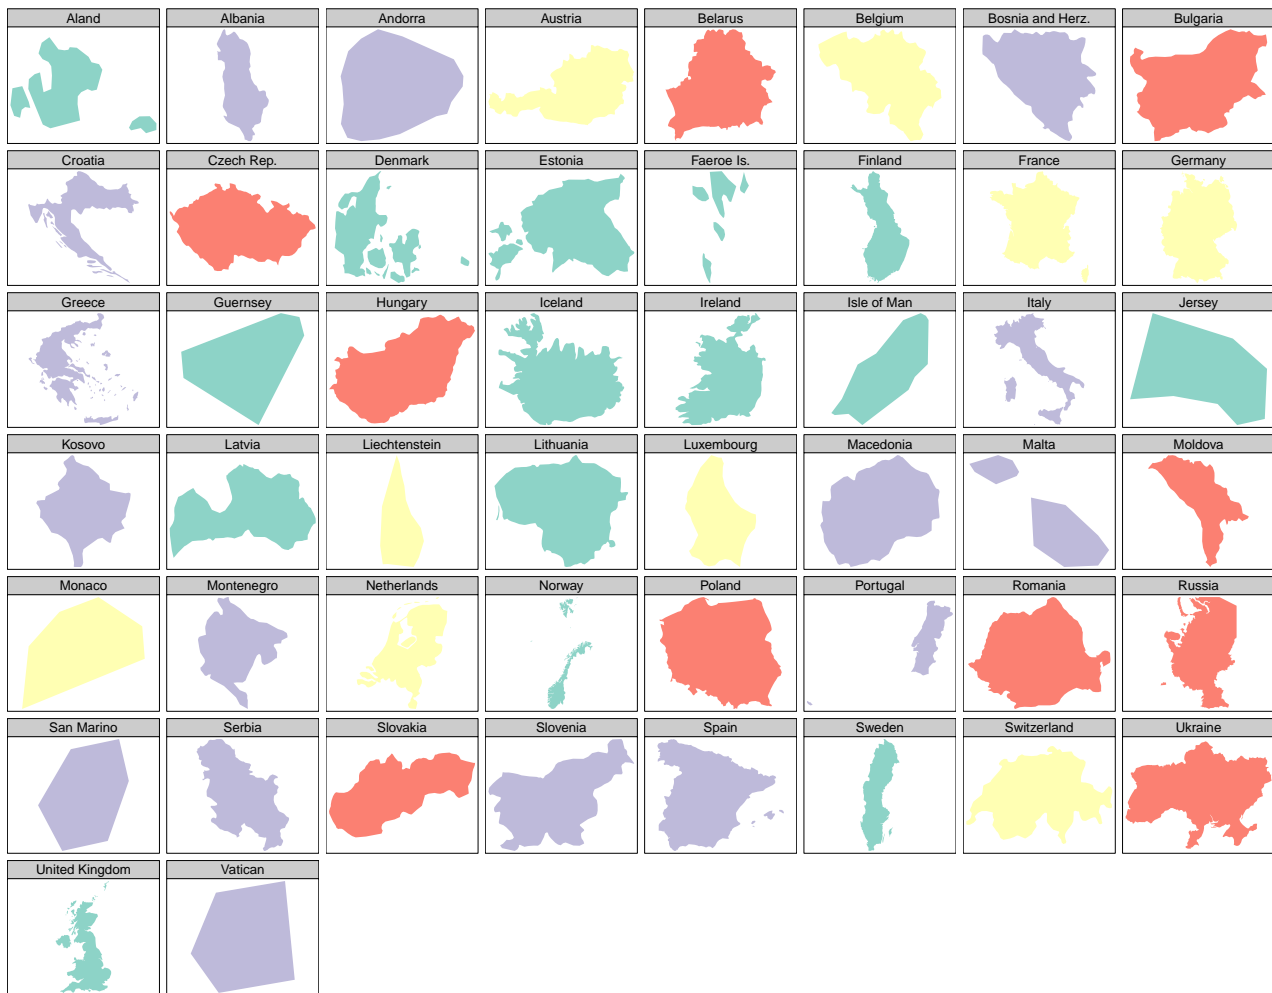 Aland
Albania
Andorra
Austria
Belarus
Belgium
Bosnia and Herz.
Bulgaria
Croatia
Czech Rep.
Denmark
Estonia
Faeroe Is.
Finland
France
Germany
Greece
Guernsey
Hungary
Iceland
Ireland
Isle of Man
Italy
Jersey
Kosovo
Latvia
Liechtenstein
Lithuania
Luxembourg
Macedonia
Malta
Moldova
Monaco
Montenegro
Netherlands
Norway
Poland
Portugal
Romania
Russia
San Marino
Serbia
Slovakia
Slovenia
Spain
Sweden
Switzerland
Ukraine
United Kingdom
Vatican